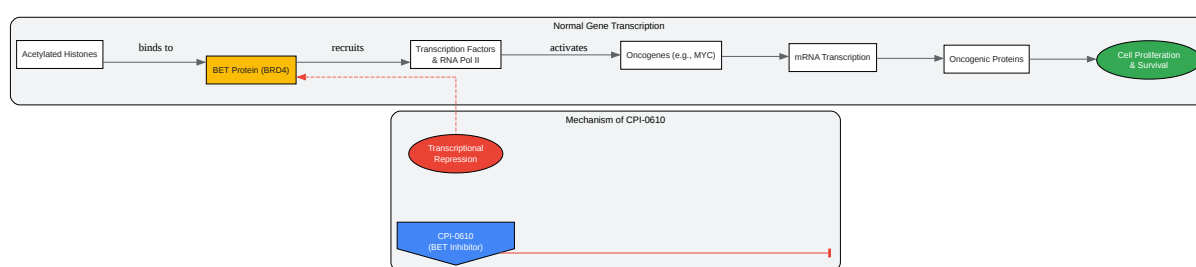 Normal Gene Transcription
Acetylated Histones
binds to
BET Protein (BRD4)
recruits
Transcription Factors
& RNA Pol II
activates
Oncogenes (e.g., MYC)
mRNA Transcription
Oncogenic Proteins
Cell Proliferation
& Survival
Mechanism of CPI-0610
Transcriptional
Repression
CPI-0610
(BET Inhibitor)